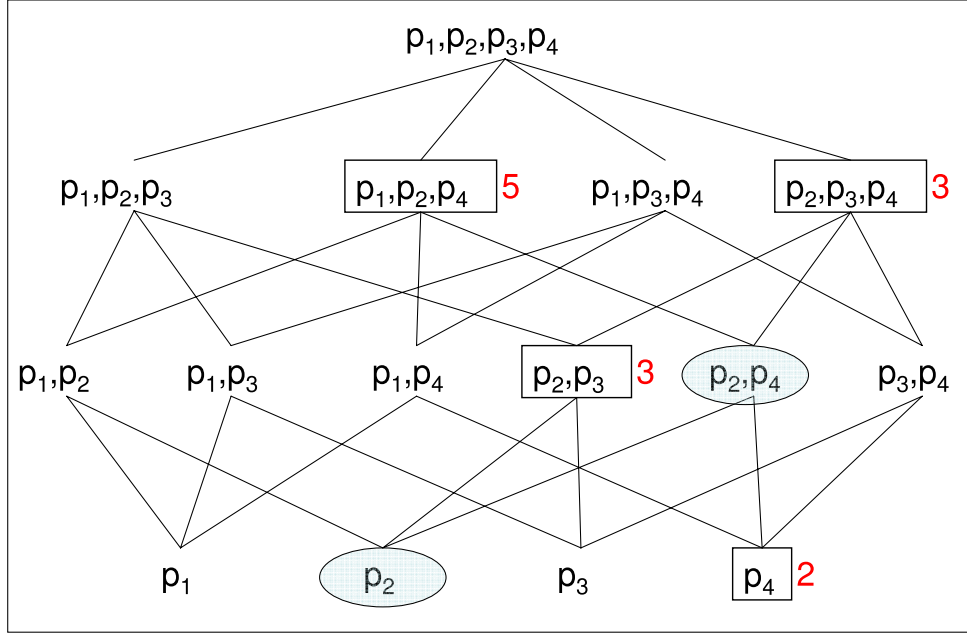 p₁,p₂,p₃,p₄
p₁,p₂,p₃ p₁,p₂,p₄ 5 p₁,p₃,p₄ p₂,p₃,p₄ 3
p₁,p₂ p₁,p₃ p₁,p₄ p₂,p₃ 3 p₂,p₄ p₃,p₄
p₁ p₂ p₃ p₄ 2